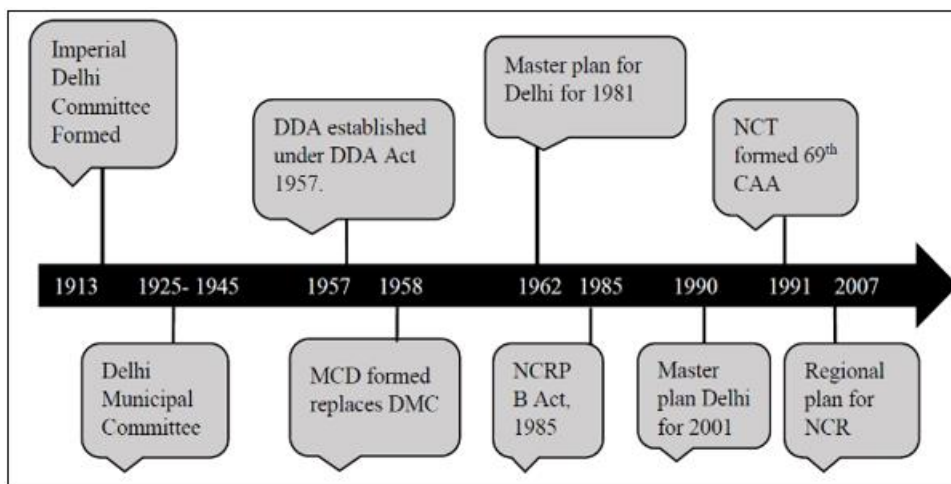 Imperial
Delhi
Committee
Formed
DDA established
under DDA Act
1957.
Master plan for
Delhi for 1981
NCT
formed 69th
CAA
1913 1925- 1945 1957 1958 1962 1985 1990 1991 2007
Delhi
Municipal
Committee
MCD formed
replaces DMC
NCRP
B Act,
1985
Master
plan Delhi
for 2001
Regional
plan for
NCR